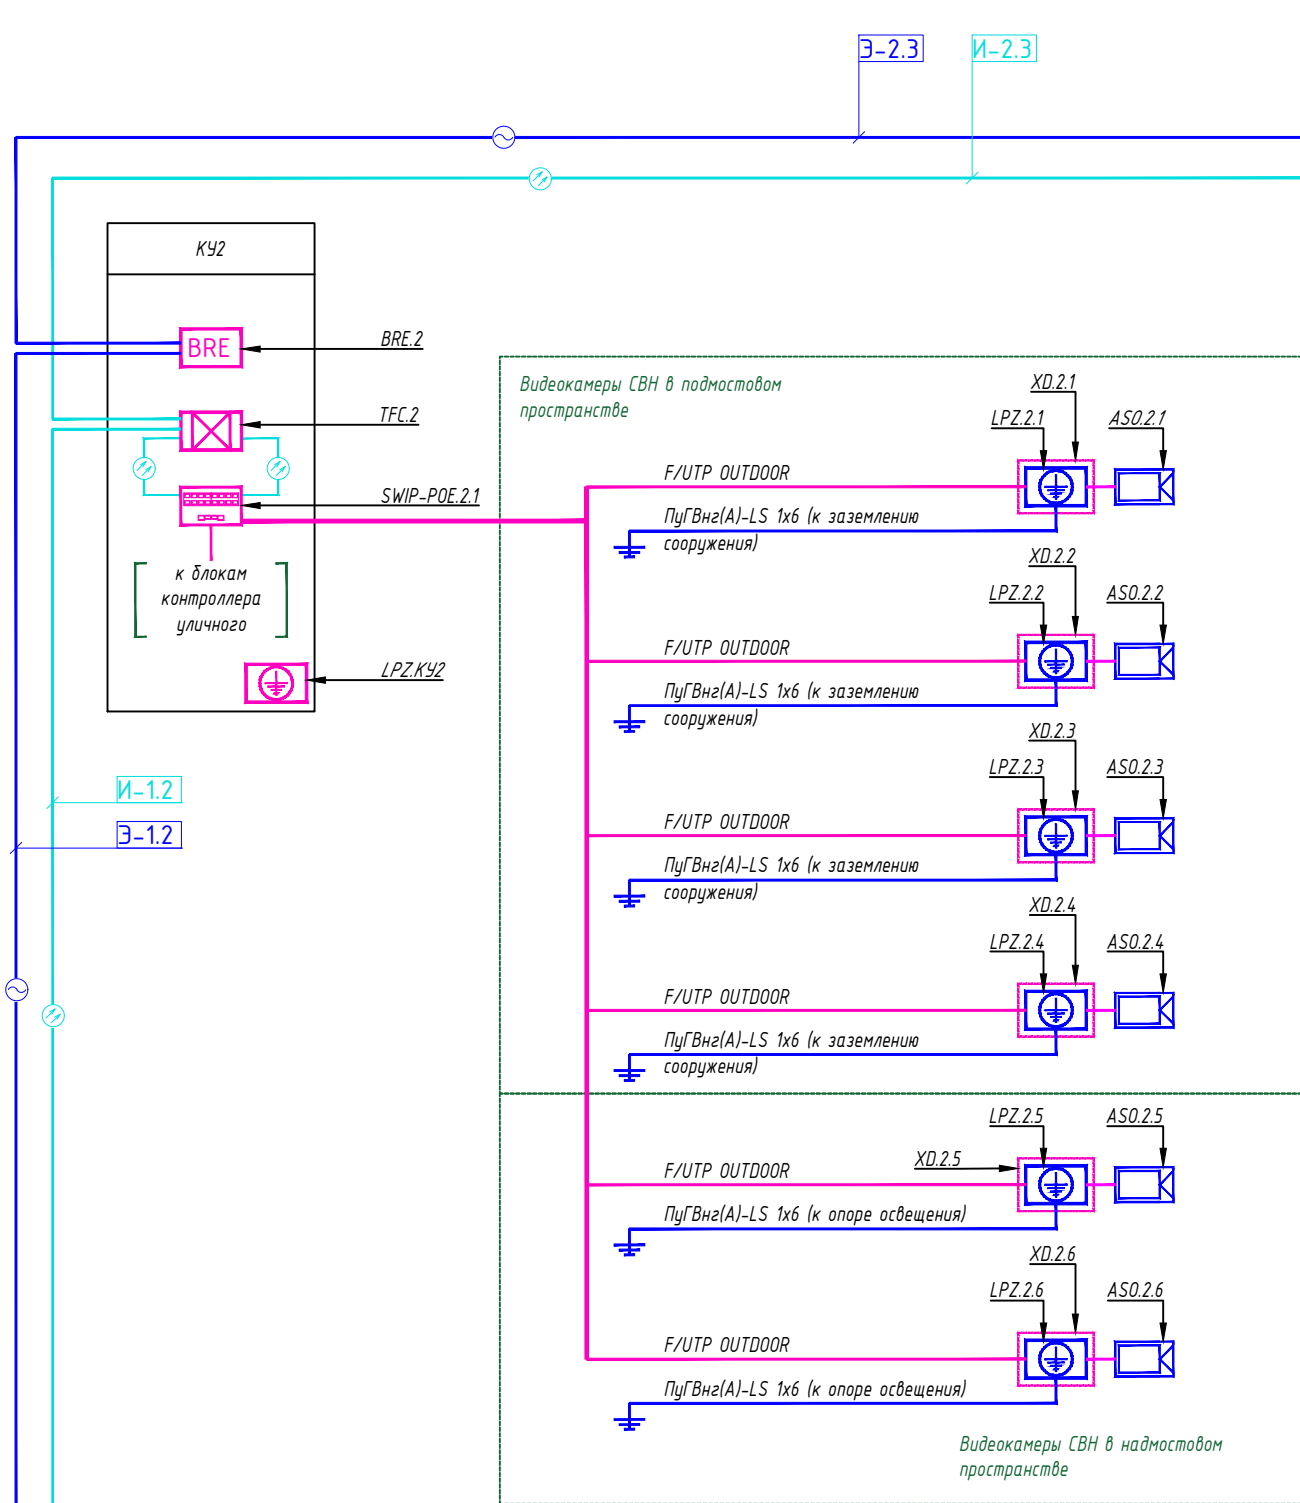 Э-2.3
И-2.3
КУ2
BRE
BRE.2
TFC.2
SWIP-POE.2.1
к блокам
контроллера
уличного
LPZ.КУ2
И-1.2
Э-1.2
Видеокамеры СВН в подмостовом
пространстве
XD.2.1
LPZ.2.1
ASO.2.1
F/UTP OUTDOOR
ПуГВнг(А)-LS 1х6 (к заземлению
сооружения)
XD.2.2
LPZ.2.2
ASO.2.2
F/UTP OUTDOOR
ПуГВнг(А)-LS 1х6 (к заземлению
сооружения)
XD.2.3
LPZ.2.3
ASO.2.3
F/UTP OUTDOOR
ПуГВнг(А)-LS 1х6 (к заземлению
сооружения)
XD.2.4
LPZ.2.4
ASO.2.4
F/UTP OUTDOOR
ПуГВнг(А)-LS 1х6 (к заземлению
сооружения)
LPZ.2.5
ASO.2.5
XD.2.5
F/UTP OUTDOOR
ПуГВнг(А)-LS 1х6 (к опоре освещения)
XD.2.6
LPZ.2.6
ASO.2.6
F/UTP OUTDOOR
ПуГВнг(А)-LS 1х6 (к опоре освещения)
Видеокамеры СВН в надмостовом
пространстве